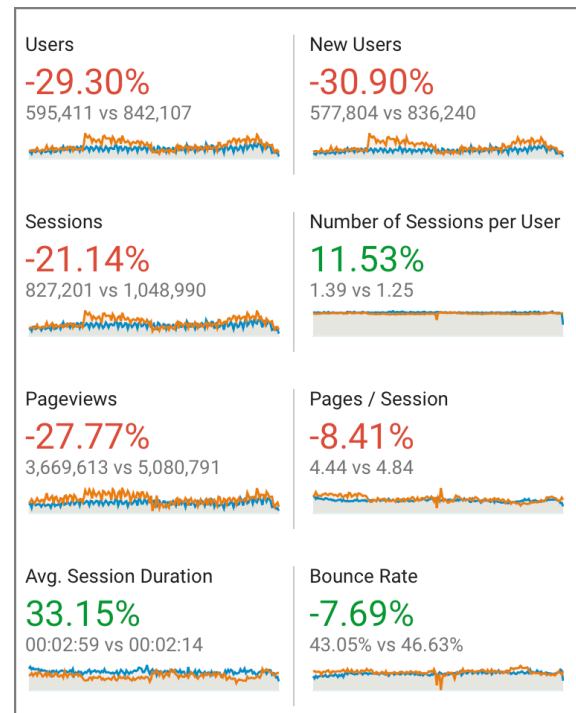 Users
-29.30%
595,411 vs 842,107
New Users
-30.90%
577,804 vs 836,240
Sessions
-21.14%
827,201 vs 1,048,990
Number of Sessions per User
11.53%
1.39 vs 1.25
Pageviews
-27.77%
3,669,613 vs 5,080,791
Pages / Session
-8.41%
4.44 vs 4.84
Avg. Session Duration
33.15%
00:02:59 vs 00:02:14
Bounce Rate
-7.69%
43.05% vs 46.63%